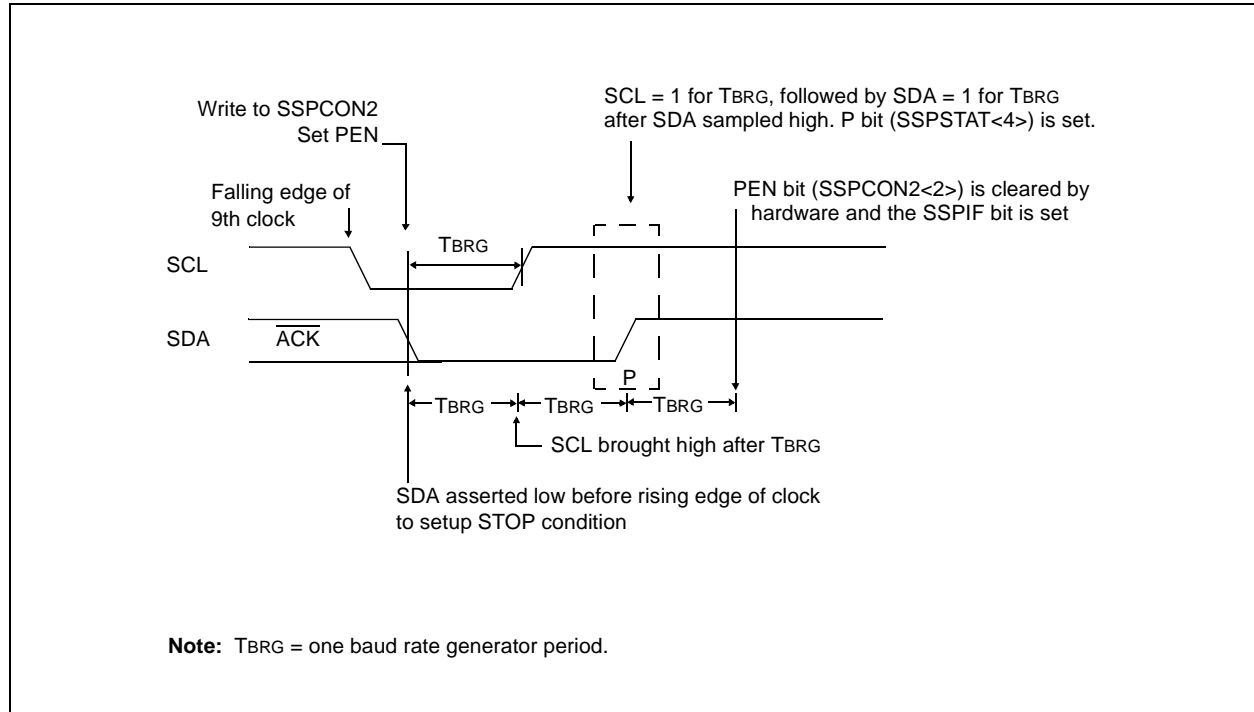 Write to SSPCON2
Set PEN
SCL = 1 for TBRG, followed by SDA = 1 for TBRG
after SDA sampled high. P bit (SSPSTAT<4>) is set.
Falling edge of
9th clock
PEN bit (SSPCON2<2>) is cleared by
hardware and the SSPIF bit is set
TBRG
SCL
SDA
ACK
P
TBRG
TBRG
TBRG
SCL brought high after TBRG
SDA asserted low before rising edge of clock
to setup STOP condition
Note: TBRG = one baud rate generator period.